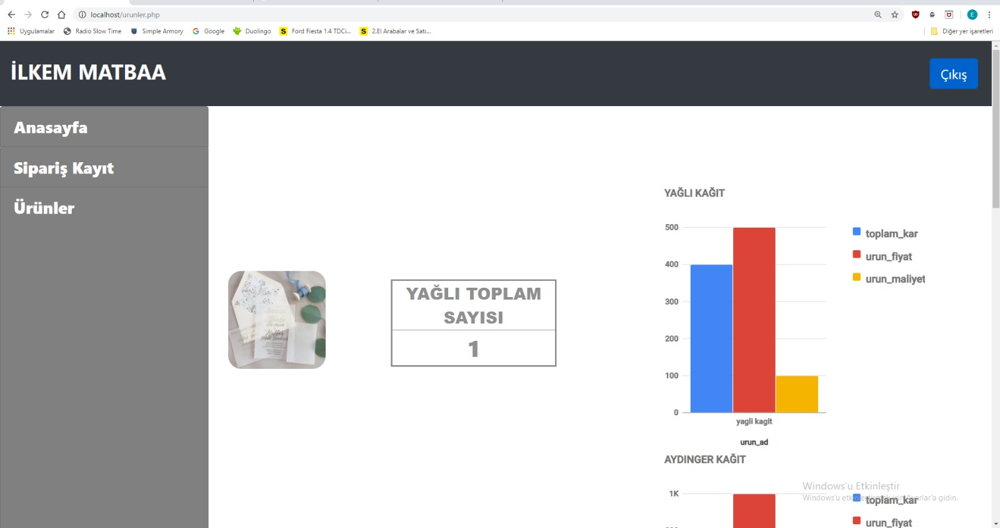 localhost/urunler.php
Uygulamalar
Radio Slow Time
Simple Armory
Google
Duolingo
Ford Fiesta 1.4 TDCi...
2.El Arabalar ve Satı...
Diğer yer işaretleri
İLKEM MATBAA
Çıkış
Anasayfa
Sipariş Kayıt
Ürünler
YAĞLI TOPLAM
SAYISI
1
YAĞLI KAĞIT
500
400
300
200
100
0
toplam_kar
urun_fiyat
urun_maliyet
yagli kagit
urun_ad
AYDINGER KAĞIT
1K
toplam_kar
urun_fiyat
Windows'u Etkinleştir
Windows'u etkinleştirmek için Ayarlar'a gidin.